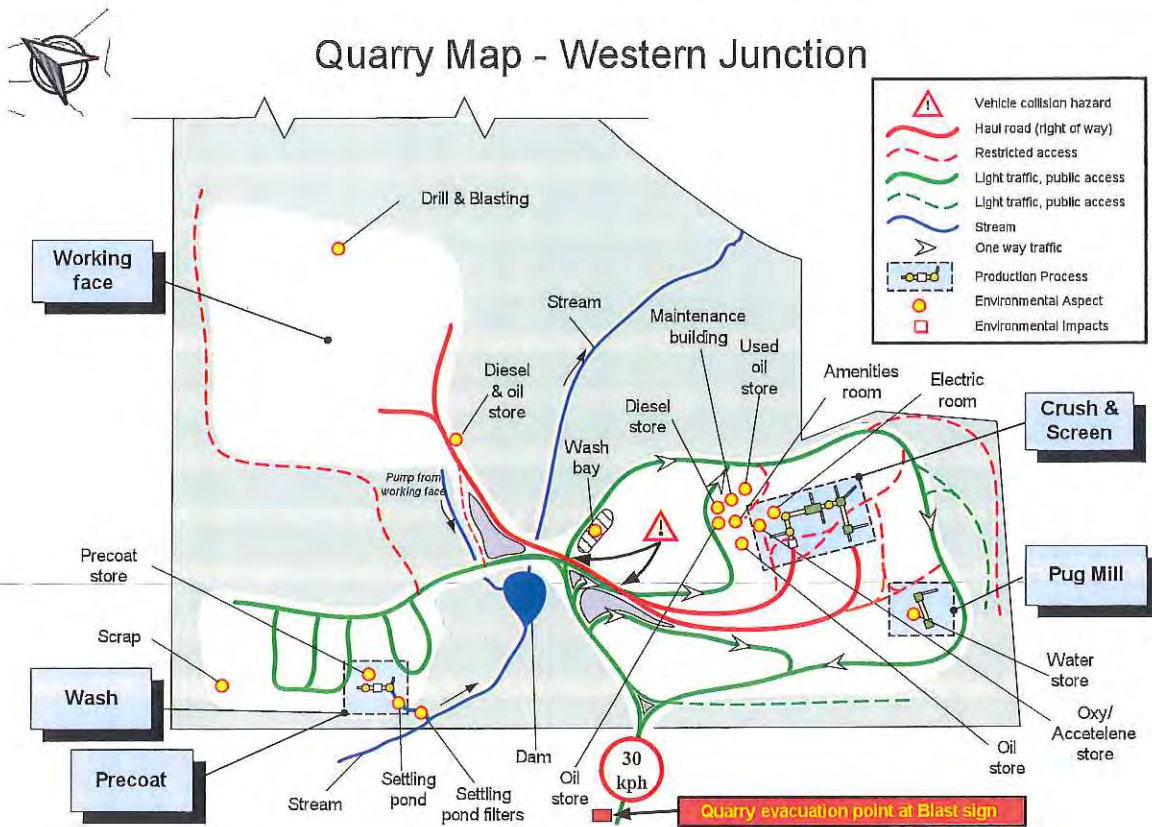 Quarry Map - Western Junction
Vehicle collision hazard
Haul road (right of way)
Restricted access
Light traffic, public access
Light traffic, public access
Stream
One way traffic
Production Process
Environmental Aspect
Environmental Impacts
Drill & Blasting
Working
face
Stream
Maintenance
building
Used
oil
store
Amenities
room
Electric
room
Diesel
& oil
store
Diesel
store
Crush &
Screen
Wash
bay
Pump from
working face
!
!
Precoat
store
Pug Mill
Scrap
Wash
Water
store
Precoat
Dam
Oxy/
Accetelene
store
Oil
store
Stream
Settling
pond
Settling
pond filters
Oil
store
30
kph
Quarry evacuation point at Blast sign